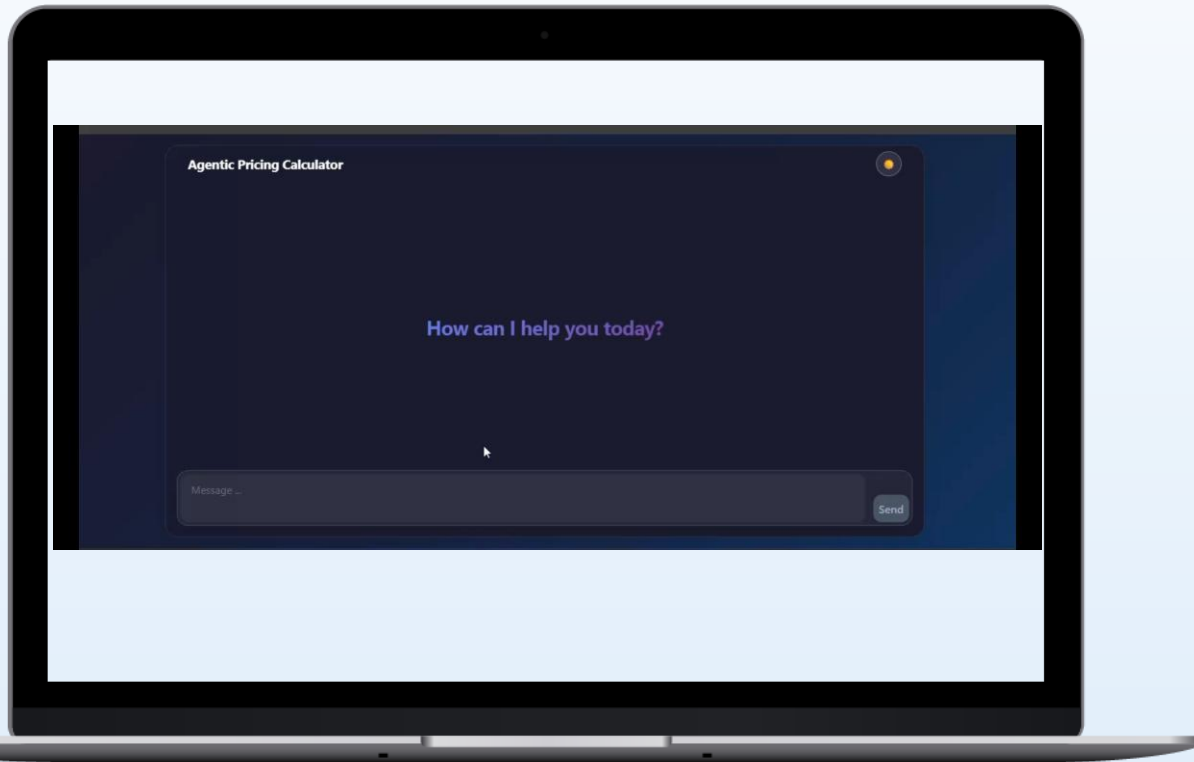 Agentic Pricing Calculator
How can I help you today?
Message ...
Send